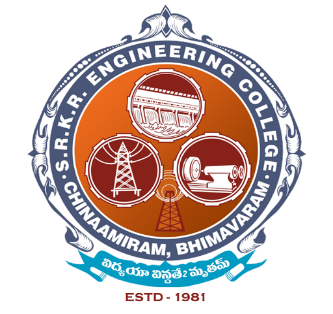 S.R.K.R. ENGINEERING COLLEGE
CHINAAMIRAM, BHIMAVARAM
విద్యయా విన్దతేఽమృతమ్
ESTD - 1981